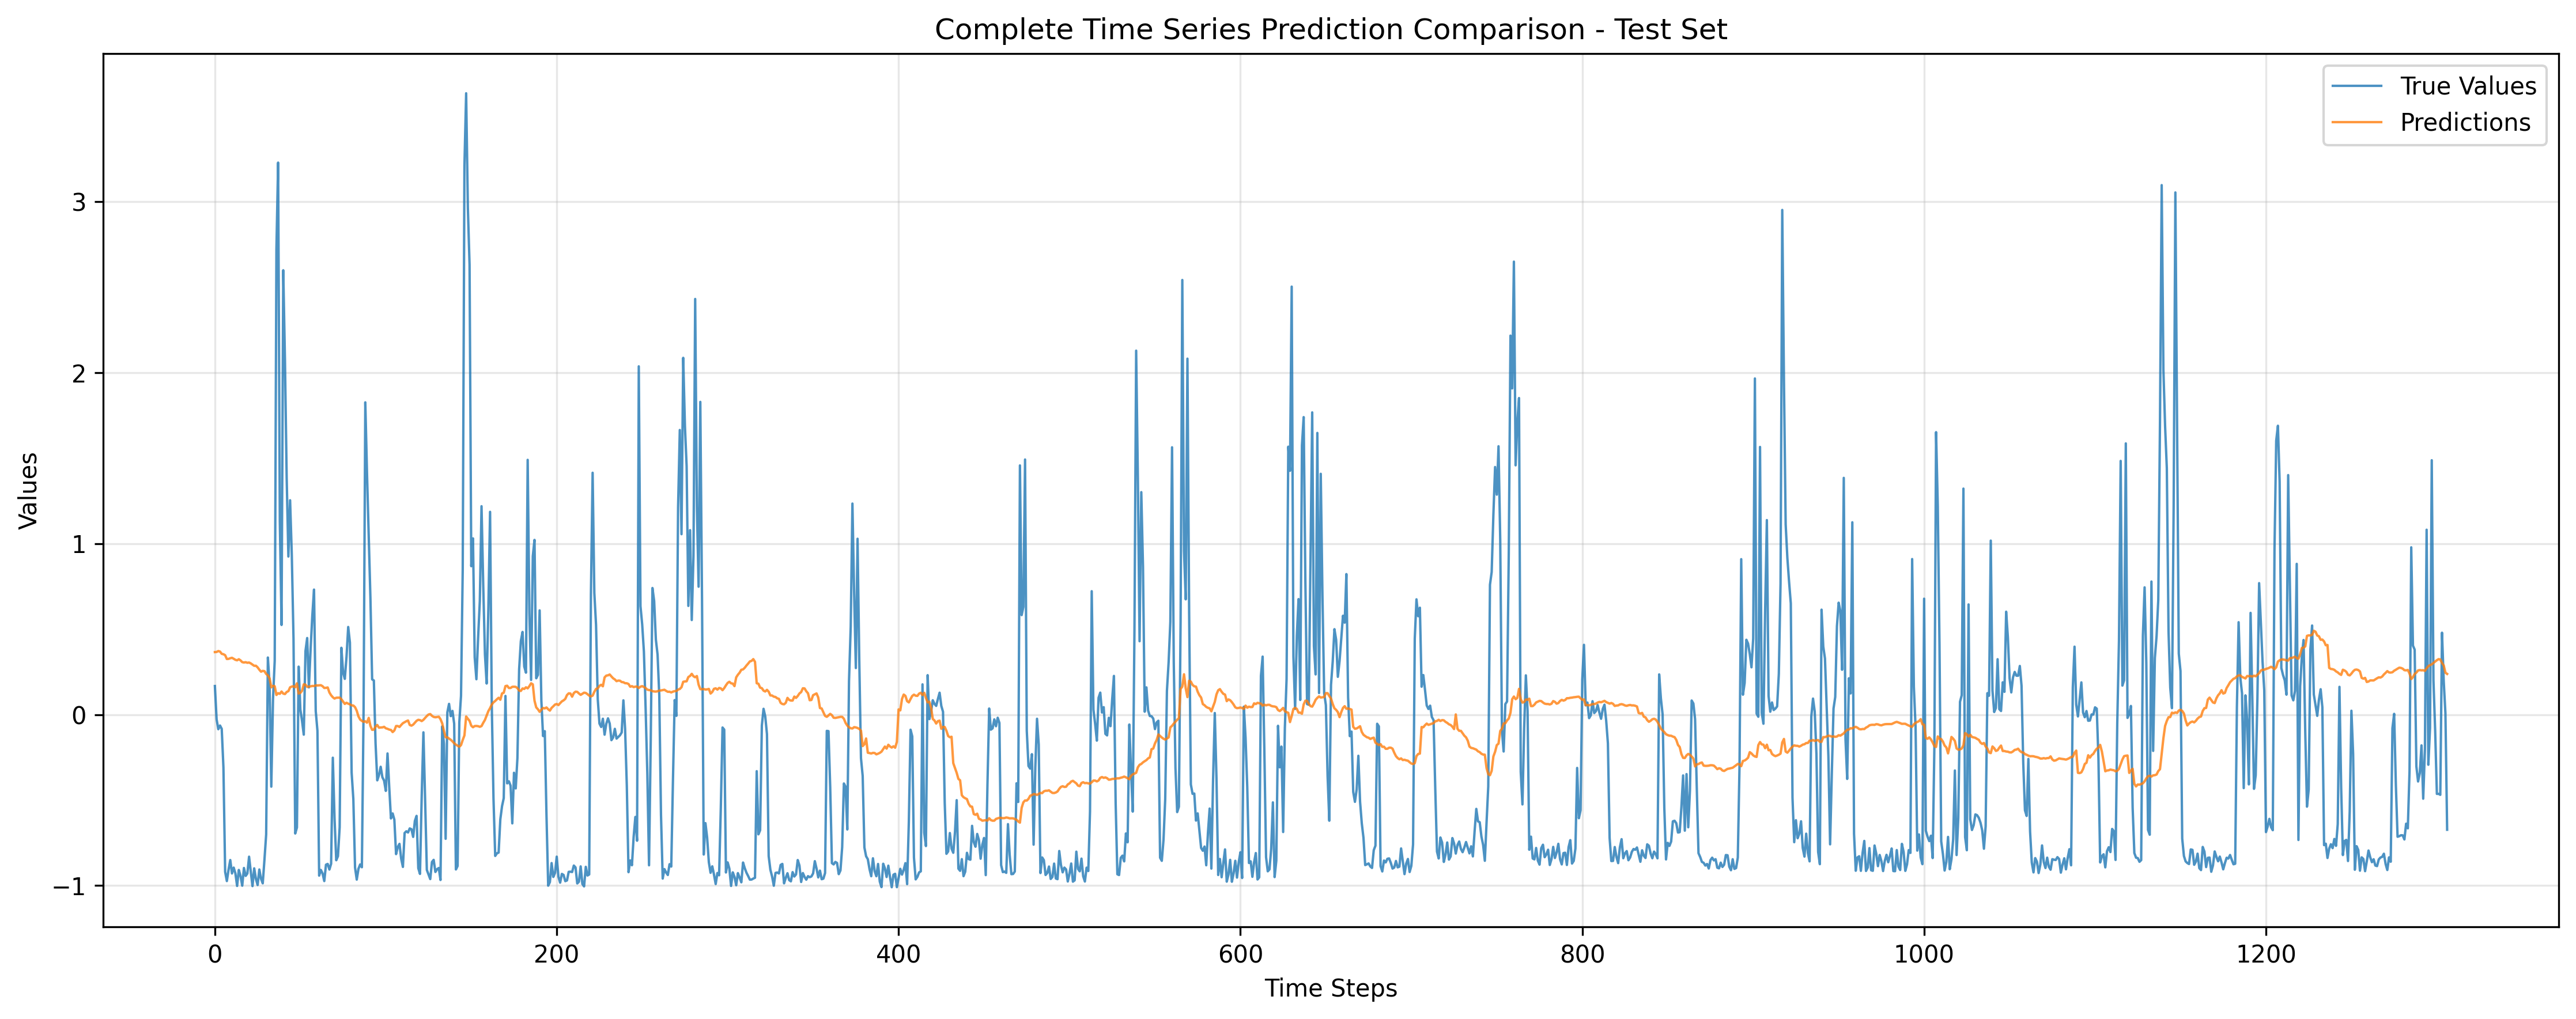 Complete Time Series Prediction Comparison - Test Set
True Values
Predictions
Values
3
2
1
0
−1
0
200
400
600
800
1000
1200
Time Steps